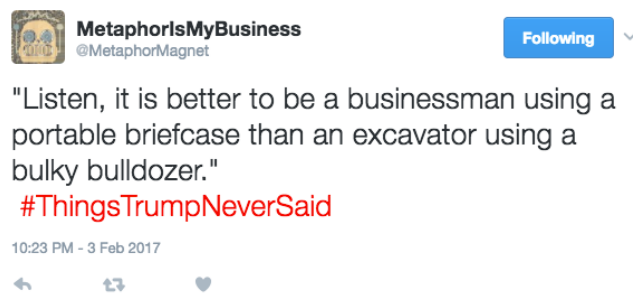 MetaphorIsMyBusiness
@MetaphorMagnet
Following
"Listen, it is better to be a businessman using a
portable briefcase than an excavator using a
bulky bulldozer."
#ThingsTrumpNeverSaid
10:23 PM - 3 Feb 2017